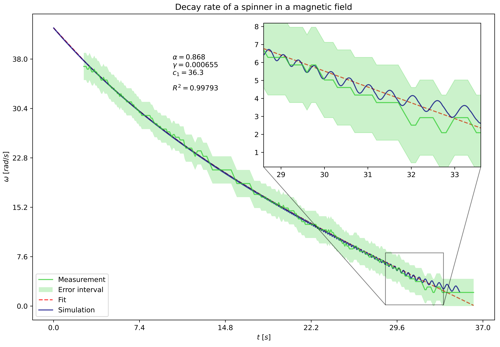 Decay rate of a spinner in a magnetic field
α = 0.868
γ = 0.000655
c₁ = 36.3
R² = 0.99793
8
7
6
5
4
3
2
1
29
30
31
32
33
38.0
30.4
22.8
15.2
7.6
0.0
ω [rad/s]
Measurement
Error interval
Fit
Simulation
0.0
7.4
14.8
22.2
29.6
37.0
t [s]